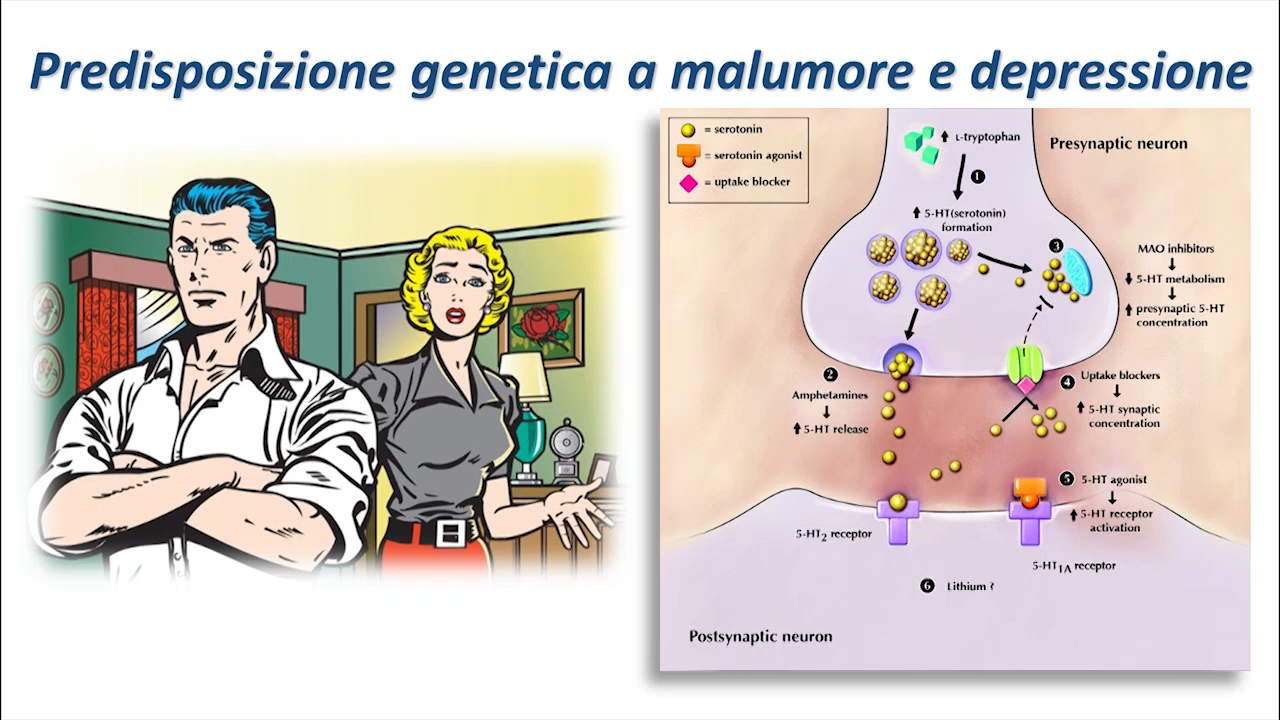 Predisposizione genetica a malumore e depressione
= serotonin
= serotonin agonist
= uptake blocker
L-tryptophan
Presynaptic neuron
1
5-HT(serotonin)
formation
3
MAO inhibitors
5-HT metabolism
presynaptic 5-HT
concentration
2
Amphetamines
5-HT release
4
Uptake blockers
5-HT synaptic
concentration
5
5-HT agonist
5-HT receptor
activation
5-HT2 receptor
5-HT1A receptor
6 Lithium ?
Postsynaptic neuron